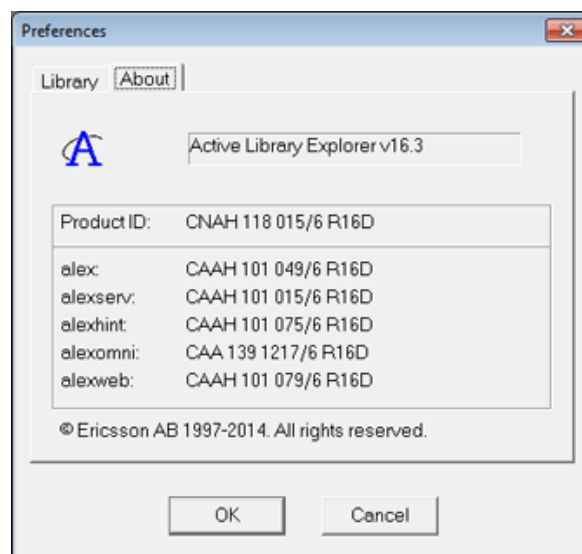 Preferences
Library About
A
Active Library Explorer v16.3
Product ID: CNAH 118 015/6 R16D
alex: CAAH 101 049/6 R16D
alexserv: CAAH 101 015/6 R16D
alexhint: CAAH 101 075/6 R16D
alexomni: CAA 139 1217/6 R16D
alexweb: CAAH 101 079/6 R16D
© Ericsson AB 1997-2014. All rights reserved.
OK Cancel